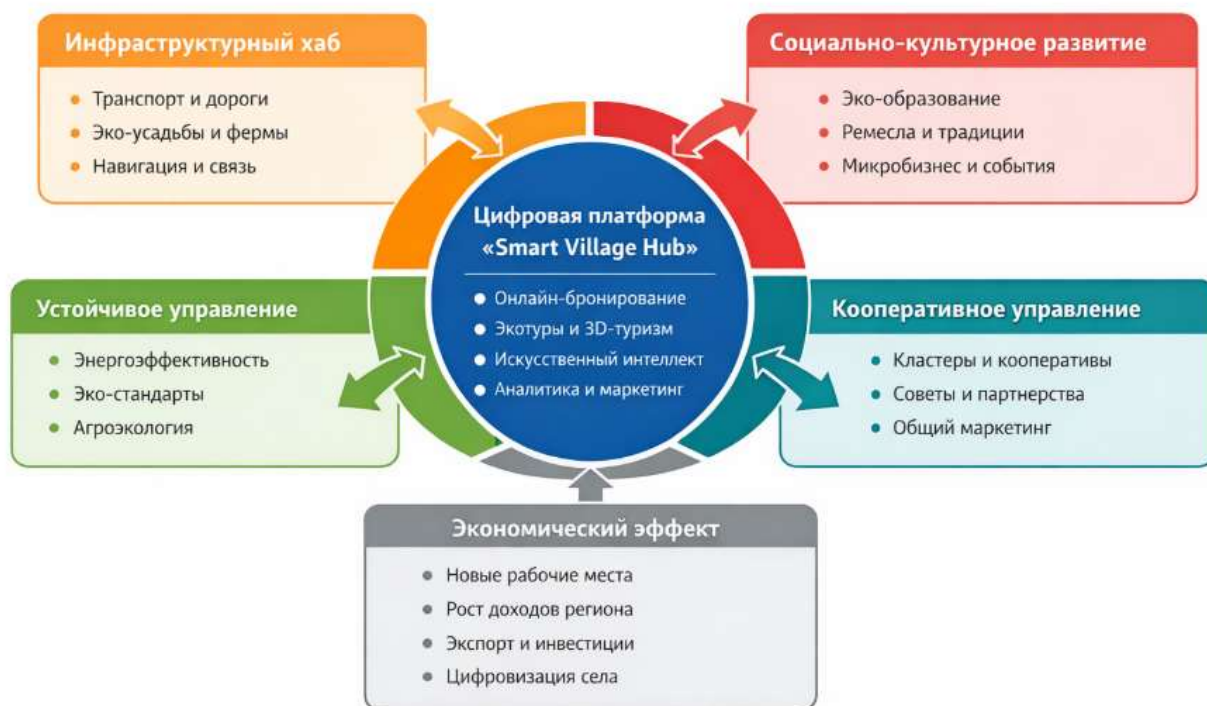 Инфраструктурный хаб
• Транспорт и дороги
• Эко-усадьбы и фермы
• Навигация и связь
Социально-культурное развитие
• Эко-образование
• Ремесла и традиции
• Микробизнес и события
Цифровая платформа
«Smart Village Hub»
• Онлайн-бронирование
• Экотуры и 3D-туризм
• Искусственный интеллект
• Аналитика и маркетинг
Устойчивое управление
• Энергоэффективность
• Эко-стандарты
• Агроэкология
Кооперативное управление
• Кластеры и кооперативы
• Советы и партнерства
• Общий маркетинг
Экономический эффект
• Новые рабочие места
• Рост доходов региона
• Экспорт и инвестиции
• Цифровизация села